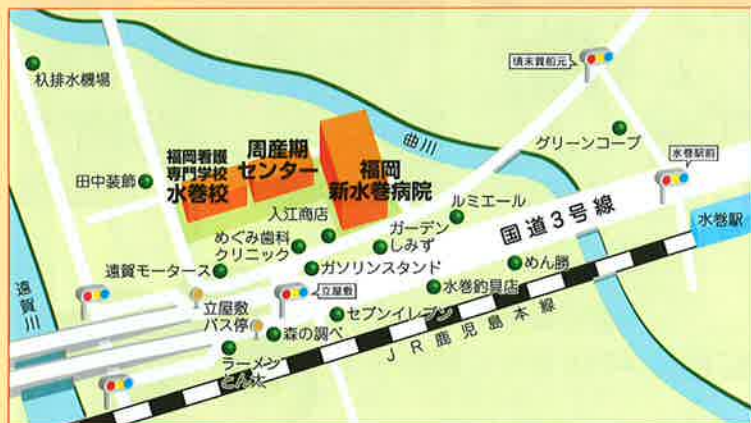 杁排水機場
頃末貴船元
曲川
グリーンコープ
水巻駅前
福岡看護
専門学校
水巻校
周産期
センター
福岡
新水巻病院
田中装飾
入江商店
ルミエール
国道3号線
水巻駅
めぐみ歯科
クリニック
ガーデン
しみず
遠賀モータース
ガソリンスタンド
めん勝
水巻釣具店
遠賀川
立屋敷
立屋敷
バス停
セブンイレブン
森の調べ
JR鹿児島本線
ラーメン
とん太